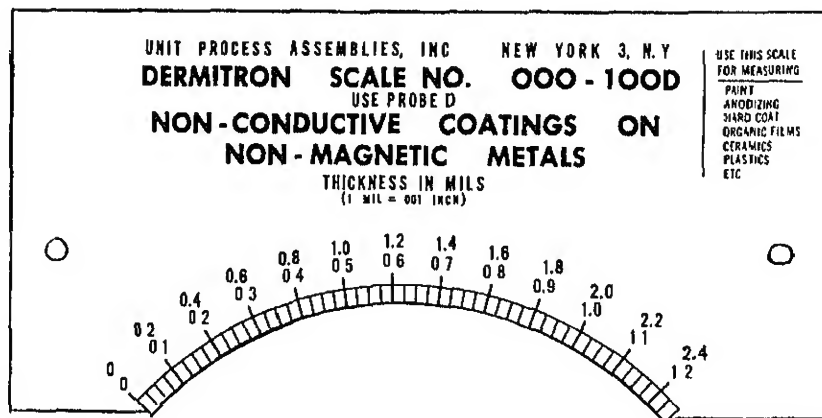 UNIT PROCESS ASSEMBLIES, INC NEW YORK 3, N.Y
DERMITRON SCALE NO. 000-100D
USE PROBE D
NON-CONDUCTIVE COATINGS ON
NON-MAGNETIC METALS
THICKNESS IN MILS
(1 MIL = 001 INCH)
USE THIS SCALE
FOR MEASURING
PAINT
ANODIZING
HARD COAT
ORGANIC FILMS
CERAMICS
PLASTICS
ETC
0 0.2 0.4 0.6 0.8 1.0 1.2 1.4 1.6 1.8 2.0 2.2 2.4
0 0 1 0 2 0 3 0 4 0 5 0 6 0 7 0 8 0.9 1.0 1 1 1 2